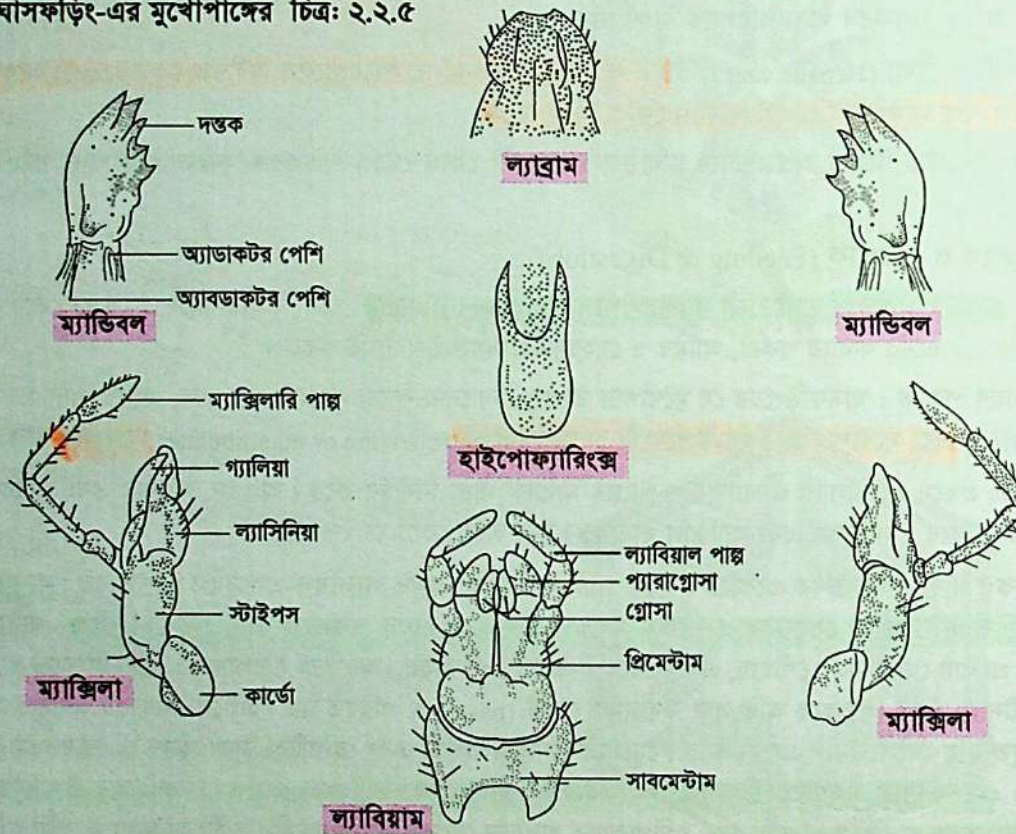 ঘাসফড়িং-এর মুখোপাঙ্গের চিত্র: ২.২.৫
ল্যাব্রাম
দন্তক
অ্যাডাকটর পেশি
অ্যাবডাকটর পেশি
ম্যান্ডিবল
ম্যান্ডিবল
হাইপোফ্যারিংক্স
ম্যাক্সিলারি পাল্প
গ্যালিয়া
ল্যাসিনিয়া
স্টাইপস
কার্ডো
ম্যাক্সিলা
ল্যাবিয়াল পাল্প
প্যারাগ্লোসা
গ্লোসা
প্রিমেন্টাম
সাবমেন্টাম
ল্যাবিয়াম
ম্যাক্সিলা